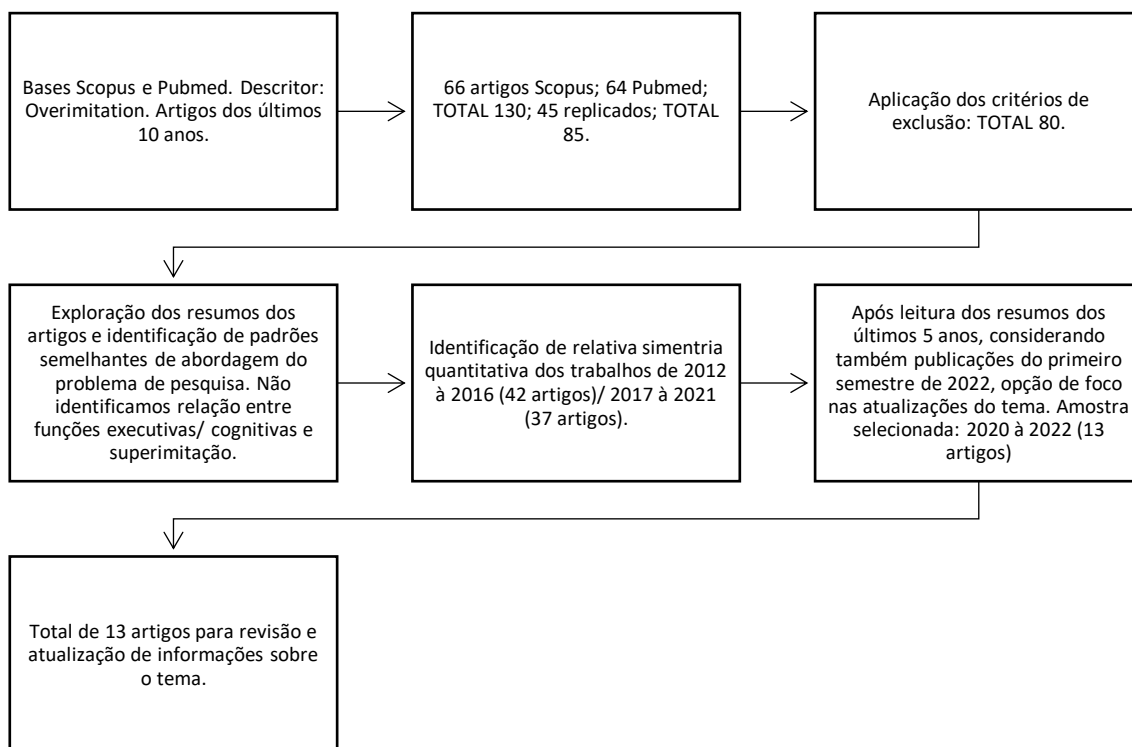 Bases Scopus e Pubmed. Descritor:
Overimitation. Artigos dos últimos
10 anos.
66 artigos Scopus; 64 Pubmed;
TOTAL 130; 45 replicados; TOTAL
85.
Aplicação dos critérios de
exclusão: TOTAL 80.
Exploração dos resumos dos
artigos e identificação de padrões
semelhantes de abordagem do
problema de pesquisa. Não
identificamos relação entre
funções executivas/ cognitivas e
superimitação.
Identificação de relativa simentria
quantitativa dos trabalhos de 2012
à 2016 (42 artigos)/ 2017 à 2021
(37 artigos).
Após leitura dos resumos dos
últimos 5 anos, considerando
também publicações do primeiro
semestre de 2022, opção de foco
nas atualizações do tema. Amostra
selecionada: 2020 à 2022 (13
artigos)
Total de 13 artigos para revisão e
atualização de informações sobre
o tema.